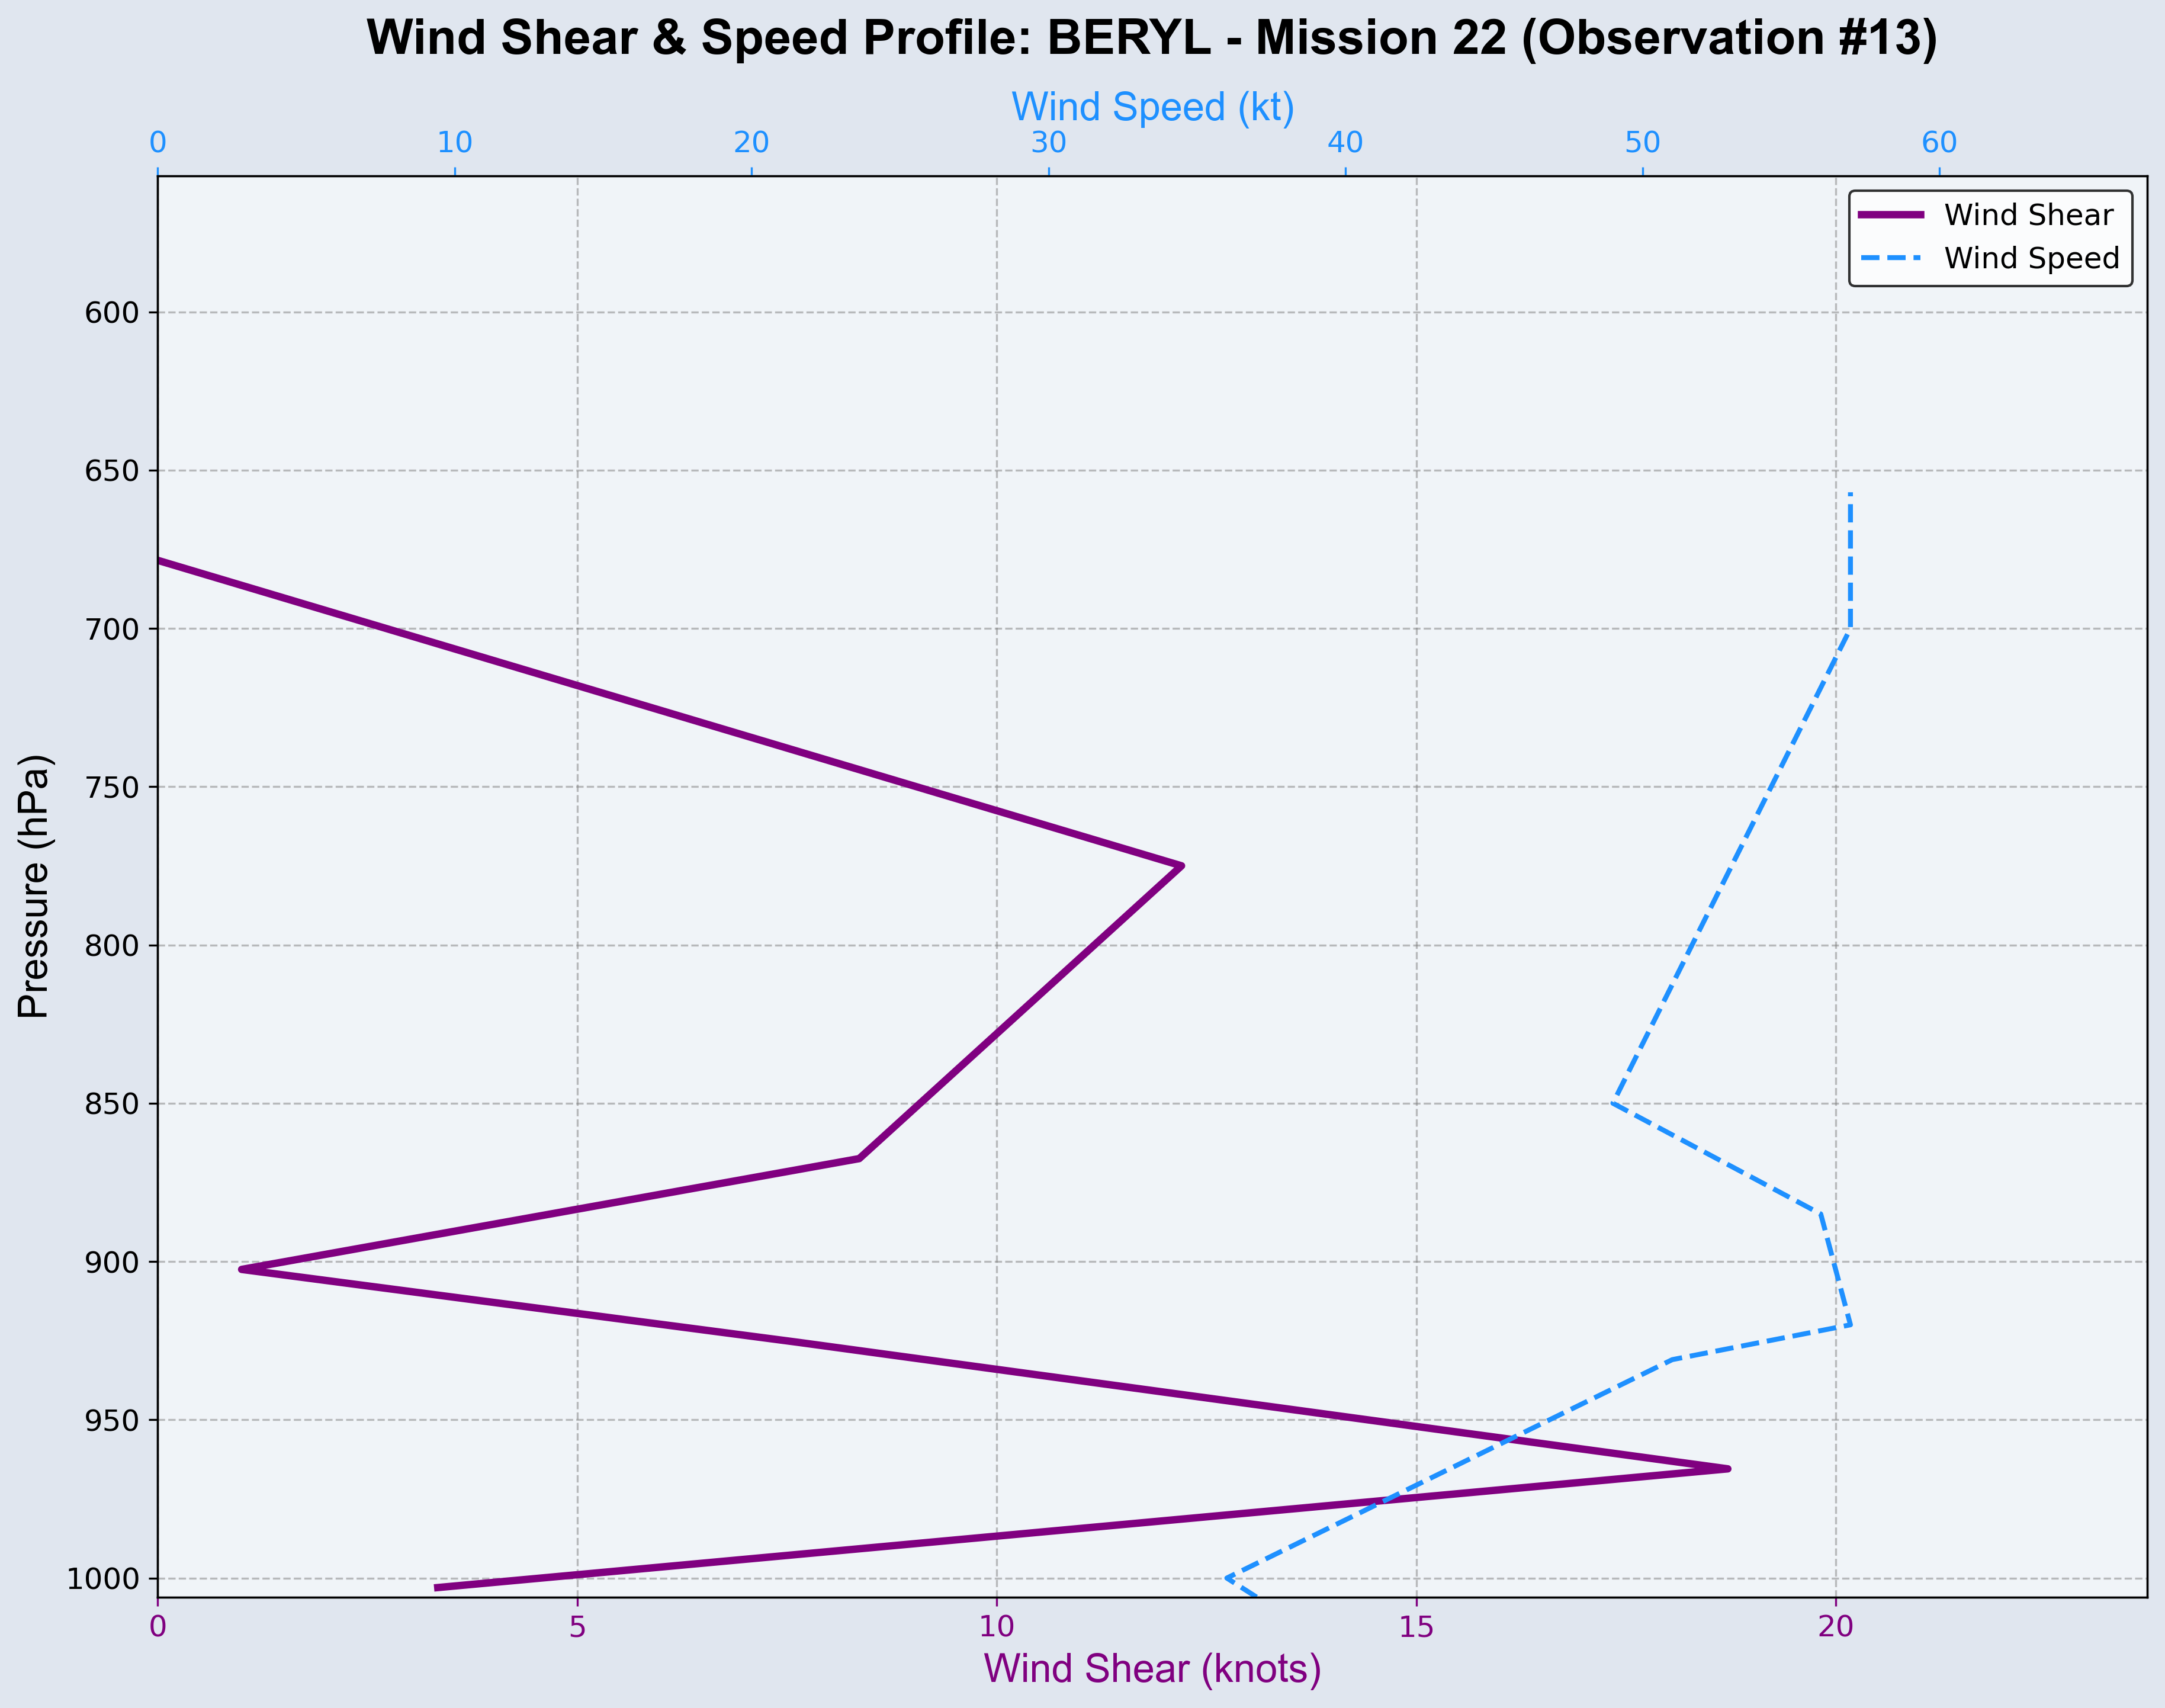 Wind Shear & Speed Profile: BERYL - Mission 22 (Observation #13)
Wind Speed (kt)
0 10 20 30 40 50 60
Wind Shear
Wind Speed
600
650
700
750
800
850
900
950
1000
Pressure (hPa)
0 5 10 15 20
Wind Shear (knots)